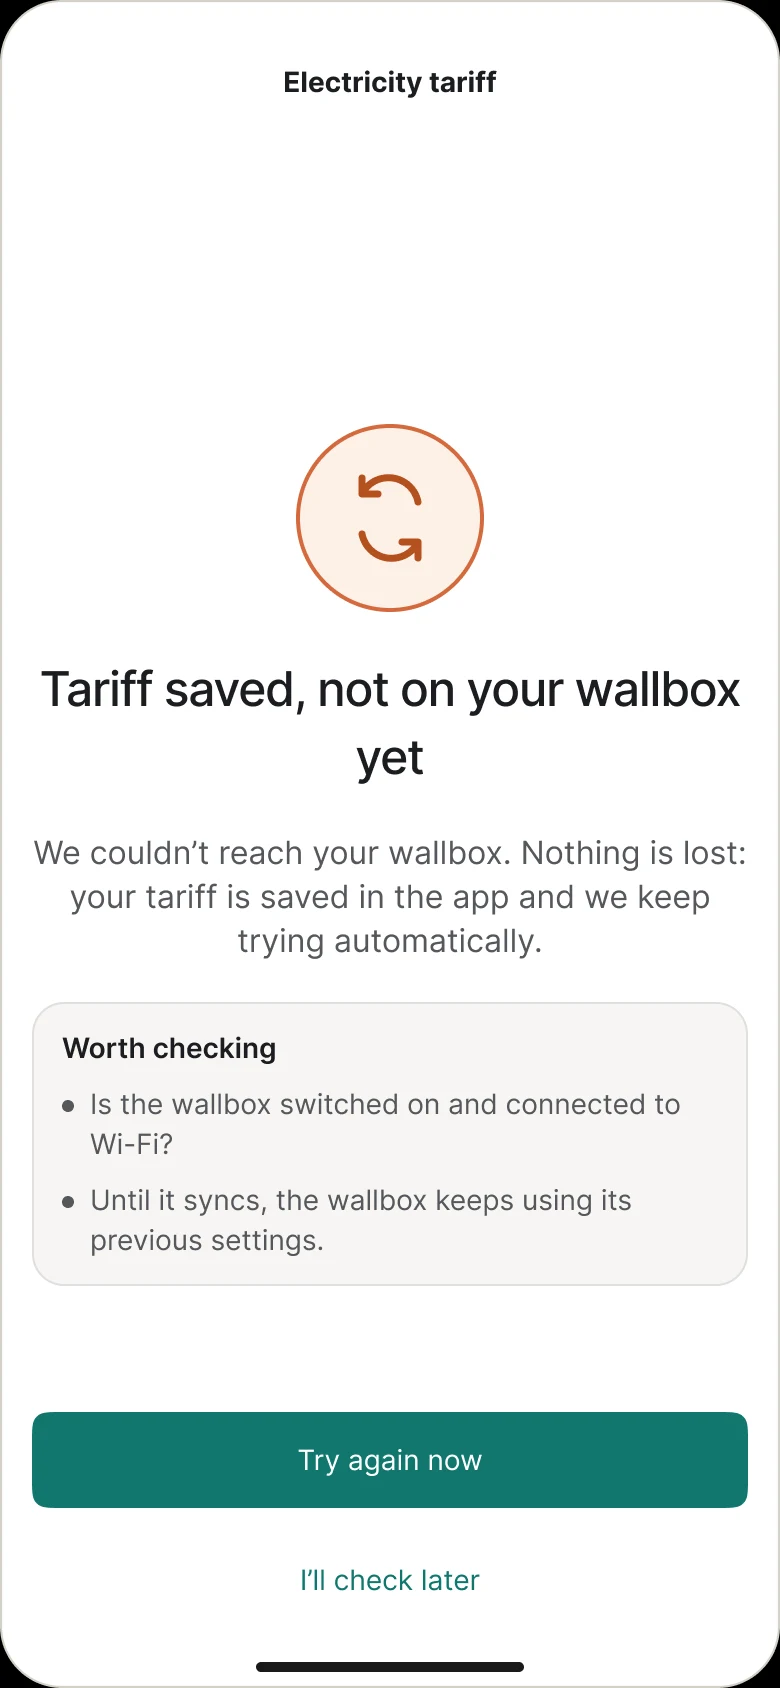 Electricity tariff
Tariff saved, not on your wallbox
yet
We couldn’t reach your wallbox. Nothing is lost:
your tariff is saved in the app and we keep
trying automatically.
Worth checking
• Is the wallbox switched on and connected to
Wi-Fi?
• Until it syncs, the wallbox keeps using its
previous settings.
Try again now
I’ll check later